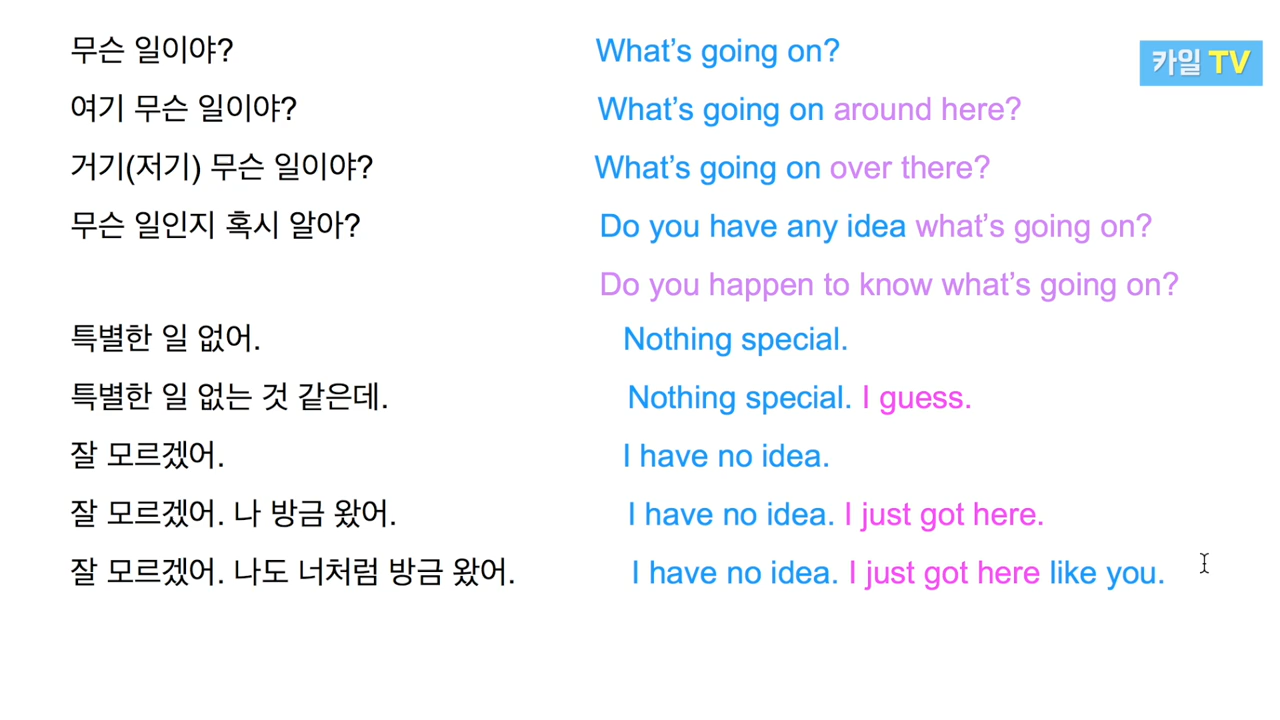 무슨 일이야? What's going on?
카일 TV
여기 무슨 일이야? What's going on around here?
거기(저기) 무슨 일이야? What's going on over there?
무슨 일인지 혹시 알아? Do you have any idea what's going on?
Do you happen to know what's going on?
특별한 일 없어. Nothing special.
특별한 일 없는 것 같은데. Nothing special. I guess.
잘 모르겠어. I have no idea.
잘 모르겠어. 나 방금 왔어. I have no idea. I just got here.
잘 모르겠어. 나도 너처럼 방금 왔어. I have no idea. I just got here like you.